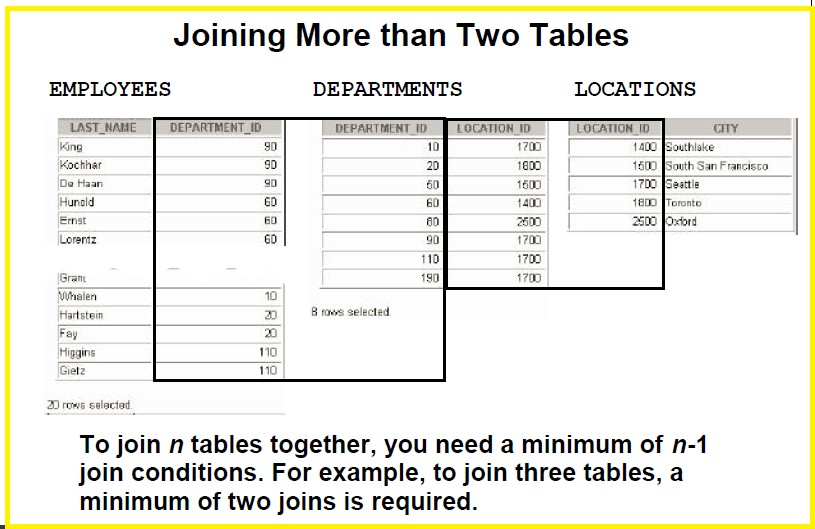 Joining More than Two Tables
EMPLOYEES DEPARTMENTS LOCATIONS
LAST_NAME DEPARTMENT_ID
King 90
Kochhar 90
De Haan 90
Hunold 60
Ernst 60
Lorentz 60
Whalen 10
Hartstein 20
Fay 20
Higgins 110
Gietz 110
20 rows selected.
DEPARTMENT_ID LOCATION_ID
10 1700
20 1800
50 1500
60 1400
80 2500
90 1700
110 1700
190 1700
8 rows selected.
LOCATION_ID CITY
1400 Southlake
1500 South San Francisco
1700 Seattle
1800 Toronto
2500 Oxford
To join n tables together, you need a minimum of n-1
join conditions. For example, to join three tables, a
minimum of two joins is required.